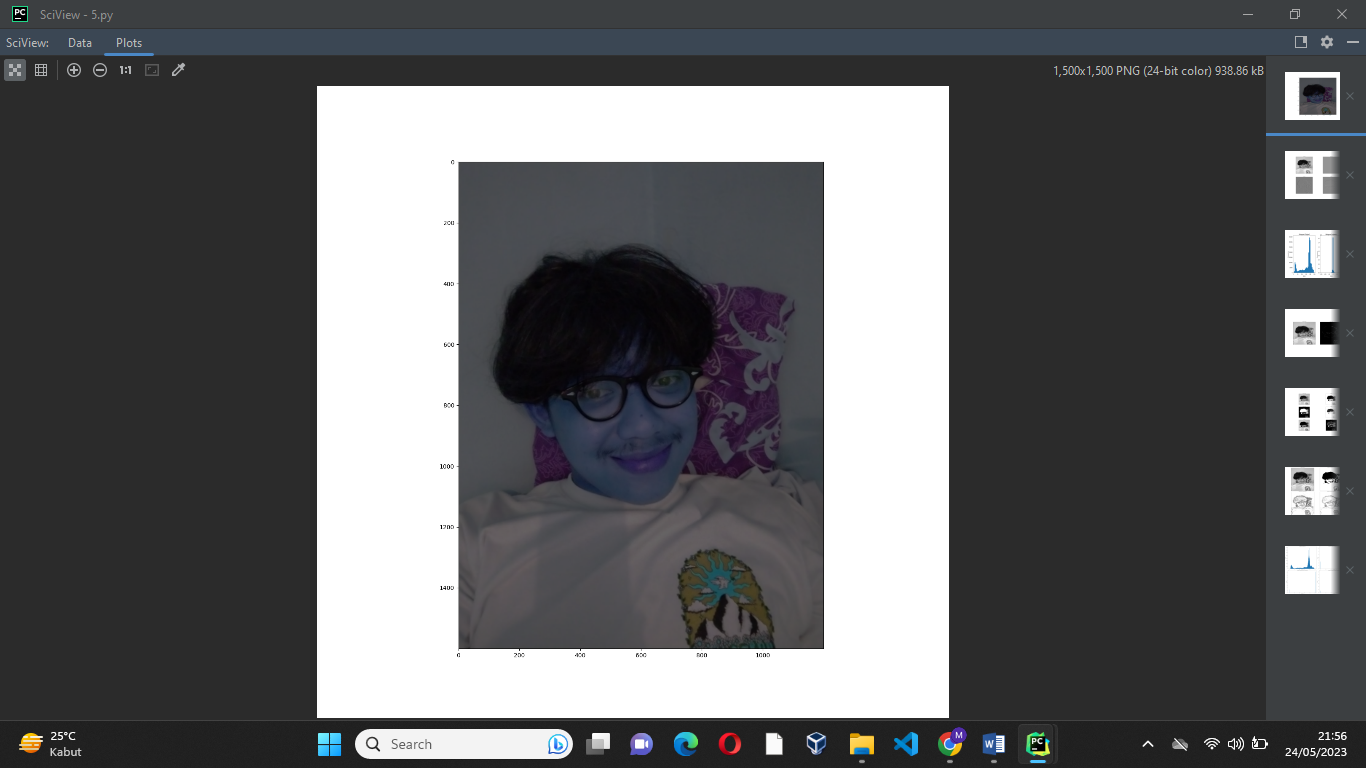 PC SciView - 5.py
SciView: Data Plots
1:1 1,500x1,500 PNG (24-bit color) 938.86 kB
0
200
400
600
800
1000
1200
1400
0 200 400 600 800 1000
25°C
Kabut
Search
M
PC
21:56
24/05/2023